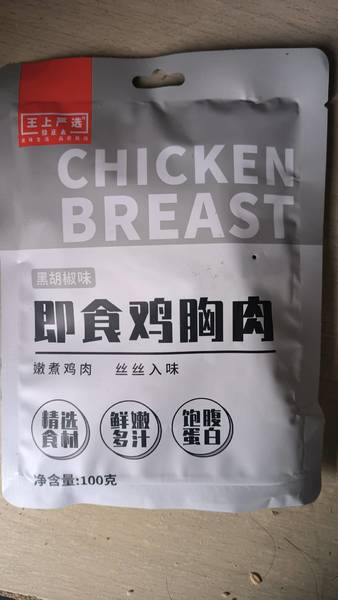 王上严选
CHICKEN
BREAST
黑胡椒味
即食鸡胸肉
嫩煮鸡肉 丝丝入味
精选
食材
鲜嫩
多汁
饱腹
蛋白
净含量:100克